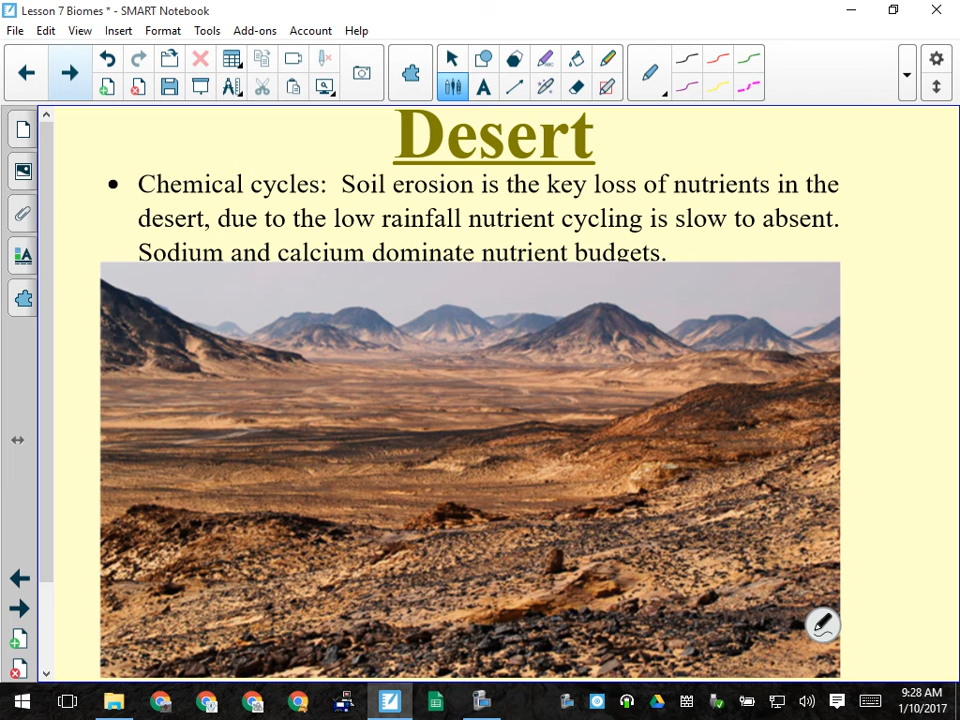 Lesson 7 Biomes * - SMART Notebook
File Edit View Insert Format Tools Add-ons Account Help
Desert
• Chemical cycles: Soil erosion is the key loss of nutrients in the
desert, due to the low rainfall nutrient cycling is slow to absent.
Sodium and calcium dominate nutrient budgets.
9:28 AM
1/10/2017